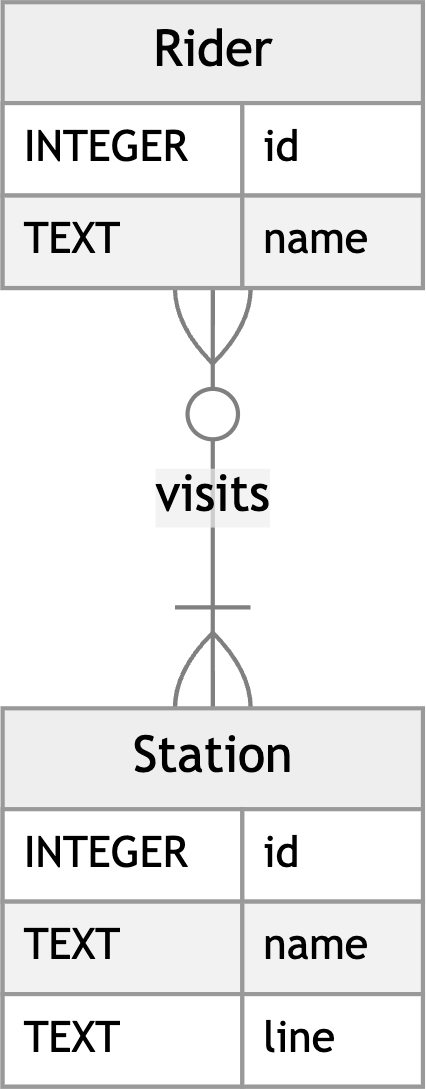 Rider
INTEGER id
TEXT name
visits
Station
INTEGER id
TEXT name
TEXT line